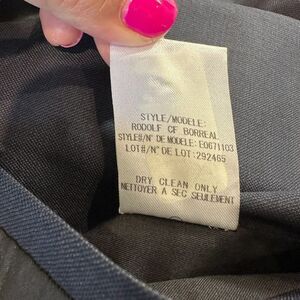 STYLE/MODELE:
RODOLF CF BORREAL
STYLE#/N° DE MODELE: E0671103
LOT#/N° DE LOT: 292465
DRY CLEAN ONLY
NETTOYER A SEC SEULEMENT